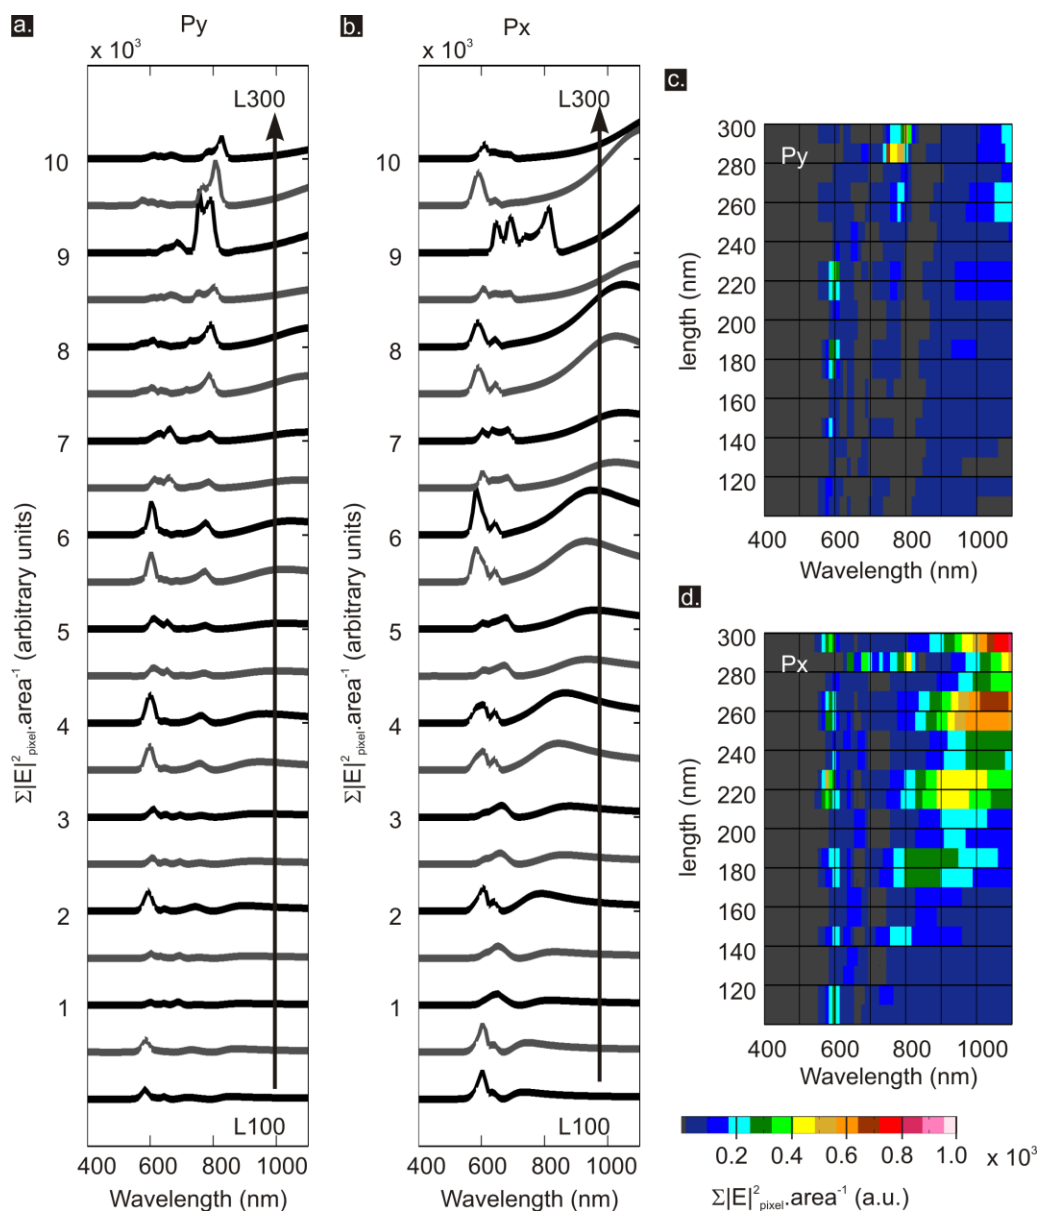 a.
Py
x 10³
L300
10
9
8
7
6
5
4
3
2
1
L100
Σ|E|²pixel.area⁻¹ (arbitrary units)
400 600 800 1000
Wavelength (nm)
b.
Px
x 10³
L300
10
9
8
7
6
5
4
3
2
1
L100
Σ|E|²pixel.area⁻¹ (arbitrary units)
400 600 800 1000
Wavelength (nm)
c.
Py
300
280
260
240
220
200
180
160
140
120
length (nm)
400 600 800 1000
Wavelength (nm)
d.
Px
300
280
260
240
220
200
180
160
140
120
length (nm)
400 600 800 1000
Wavelength (nm)
0.2 0.4 0.6 0.8 1.0
x 10³
Σ|E|²pixel.area⁻¹ (a.u.)